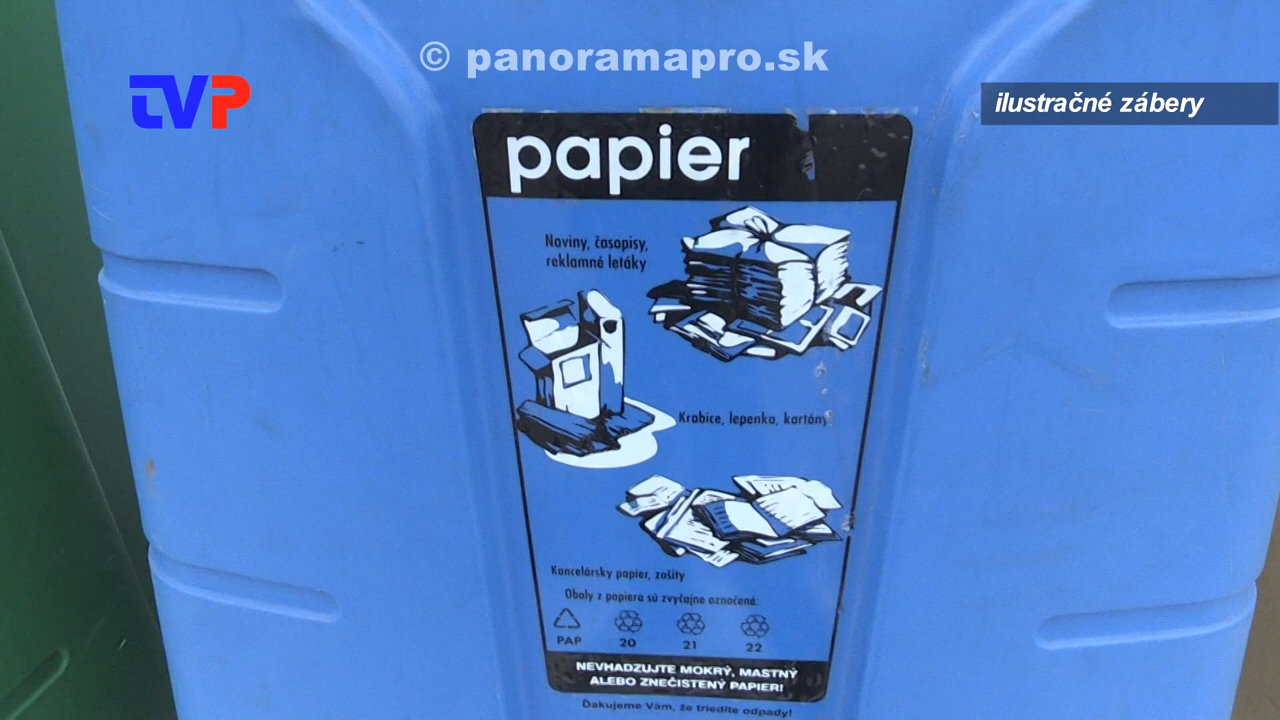 © panoramapro.sk
TVP
ilustračné zábery
papier
Noviny, časopisy,
reklamné letáky
Krabice, lepenka, kartóny
Kancelársky papier, zošity
Obaly z papiera sú zvyčajne označené:
PAP 20 21 22
NEVHADZUJTE MOKRÝ, MASTNÝ
ALEBO ZNEČISTENÝ PAPIER!
Ďakujeme Vám, že triedite odpady!